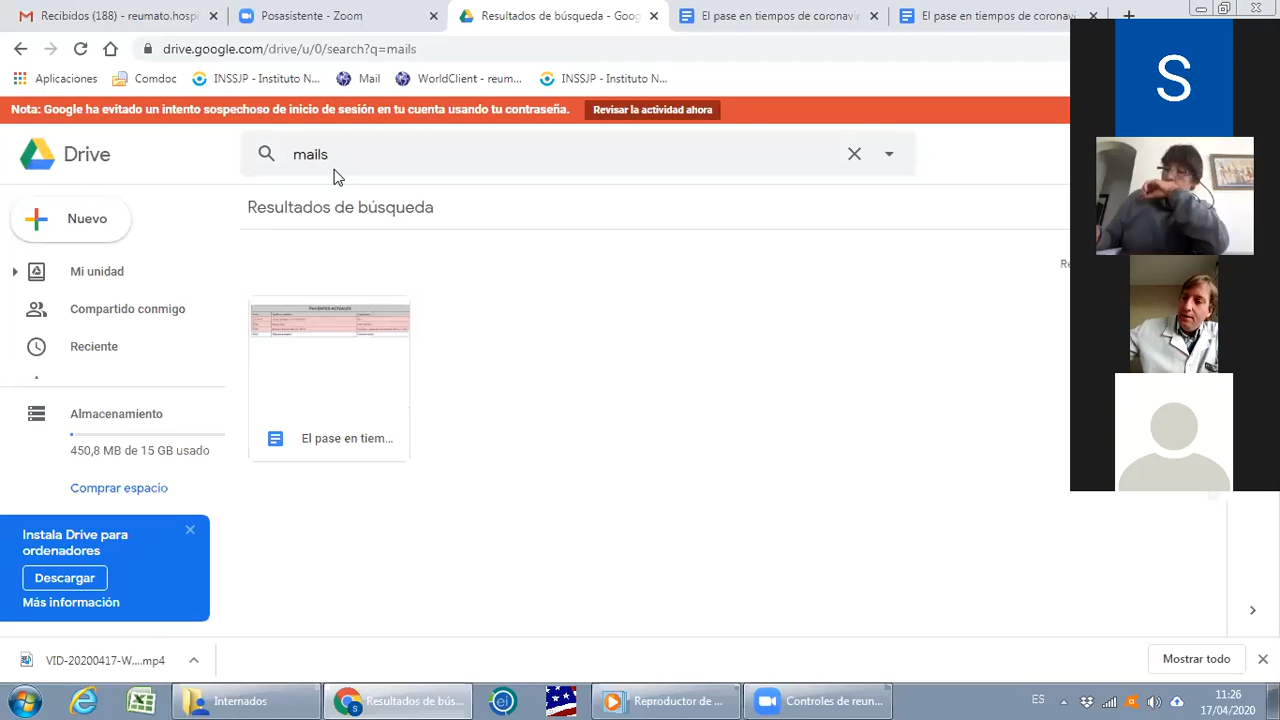 Recibidos (188) - reumato.hosp
Posasistente - Zoom
Resultados de búsqueda - Goog
El pase en tiempos de coronavir
El pase en tiempos de coronavi
drive.google.com/drive/u/0/search?q=mails
Aplicaciones
Comdoc
INSSJP - Instituto N...
Mail
WorldClient - reum...
INSSJP - Instituto N...
Nota: Google ha evitado un intento sospechoso de inicio de sesión en tu cuenta usando tu contraseña.
Revisar la actividad ahora
Drive
mails
S
Nuevo
Resultados de búsqueda
Mi unidad
Compartido conmigo
Reciente
PACIENTES ACTUALES
El pase en tiem...
Almacenamiento
450,8 MB de 15 GB usado
Comprar espacio
Instala Drive para
ordenadores
Descargar
Más información
VID-20200417-W....mp4
Mostrar todo
Internados
Resultados de bús...
Reproductor de ...
Controles de reun...
ES
11:26
17/04/2020